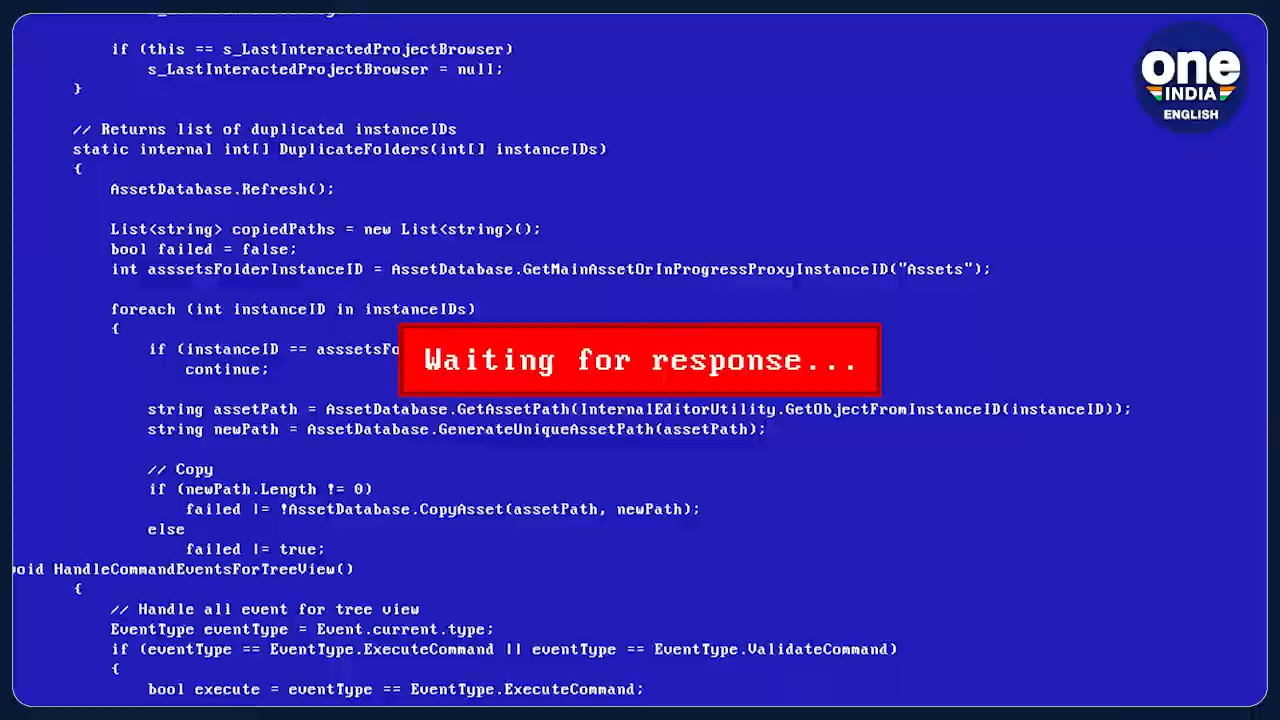 if (this == s_LastInteractedProjectBrowser)
s_LastInteractedProjectBrowser = null;
}
// Returns list of duplicated instanceIDs
static internal int[] DuplicateFolders(int[] instanceIDs)
{
AssetDatabase.Refresh();
List<string> copiedPaths = new List<string>();
bool failed = false;
int asssetsFolderInstanceID = AssetDatabase.GetMainAssetOrInProgressProxyInstanceID("Assets");
foreach (int instanceID in instanceIDs)
{
if (instanceID == asssetsFo
continue;
Waiting for response...
string assetPath = AssetDatabase.GetAssetPath(InternalEditorUtility.GetObjectFromInstanceID(instanceID));
string newPath = AssetDatabase.GenerateUniqueAssetPath(assetPath);
// Copy
if (newPath.Length != 0)
failed |= !AssetDatabase.CopyAsset(assetPath, newPath);
else
failed |= true;
void HandleCommandEventsForTreeView()
{
// Handle all event for tree view
EventType eventType = Event.current.type;
if (eventType == EventType.ExecuteCommand || eventType == EventType.ValidateCommand)
{
bool execute = eventType == EventType.ExecuteCommand;
one
INDIA
ENGLISH